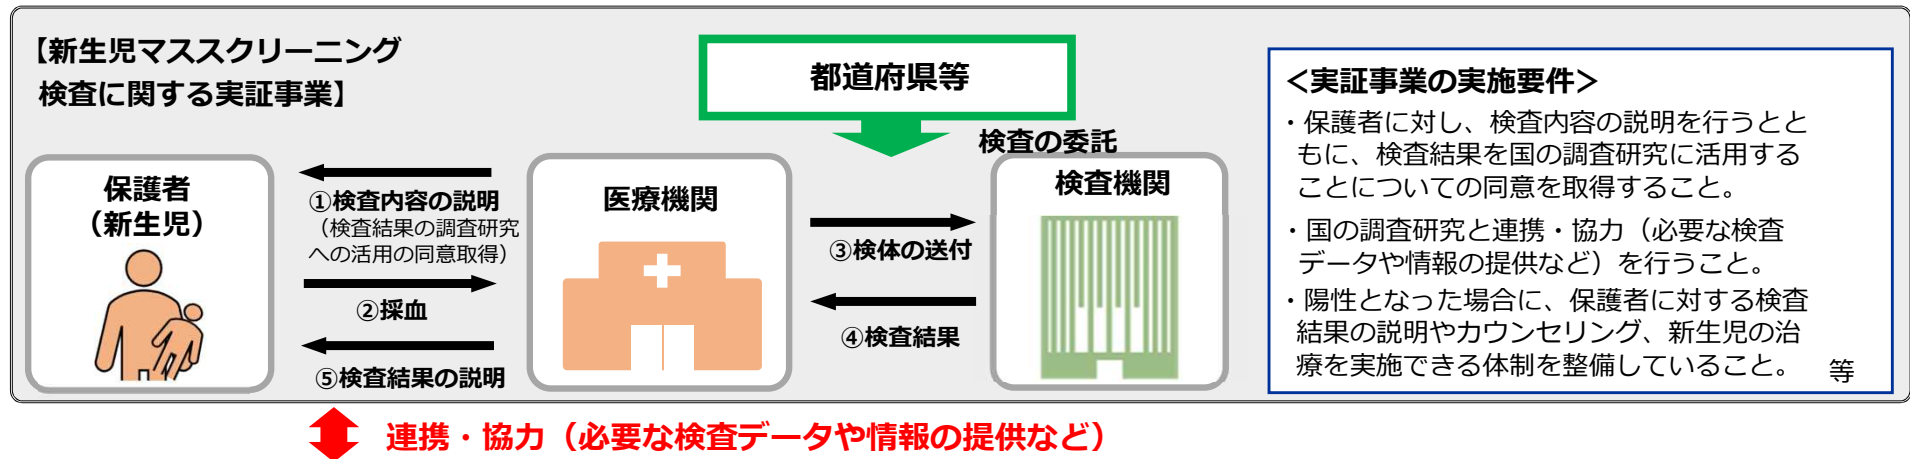 【新生児マススクリーニング
検査に関する実証事業】
都道府県等
検査の委託
保護者
（新生児）
①検査内容の説明
（検査結果の調査研究
への活用の同意取得）
②採血
⑤検査結果の説明
医療機関
③検体の送付
④検査結果
検査機関
＜実証事業の実施要件＞
・保護者に対し、検査内容の説明を行うとと
もに、検査結果を国の調査研究に活用する
ことについての同意を取得すること。
・国の調査研究と連携・協力（必要な検査
データや情報の提供など）を行うこと。
・陽性となった場合に、保護者に対する検査
結果の説明やカウンセリング、新生児の治
療を実施できる体制を整備していること。
等
連携・協力（必要な検査データや情報の提供など）